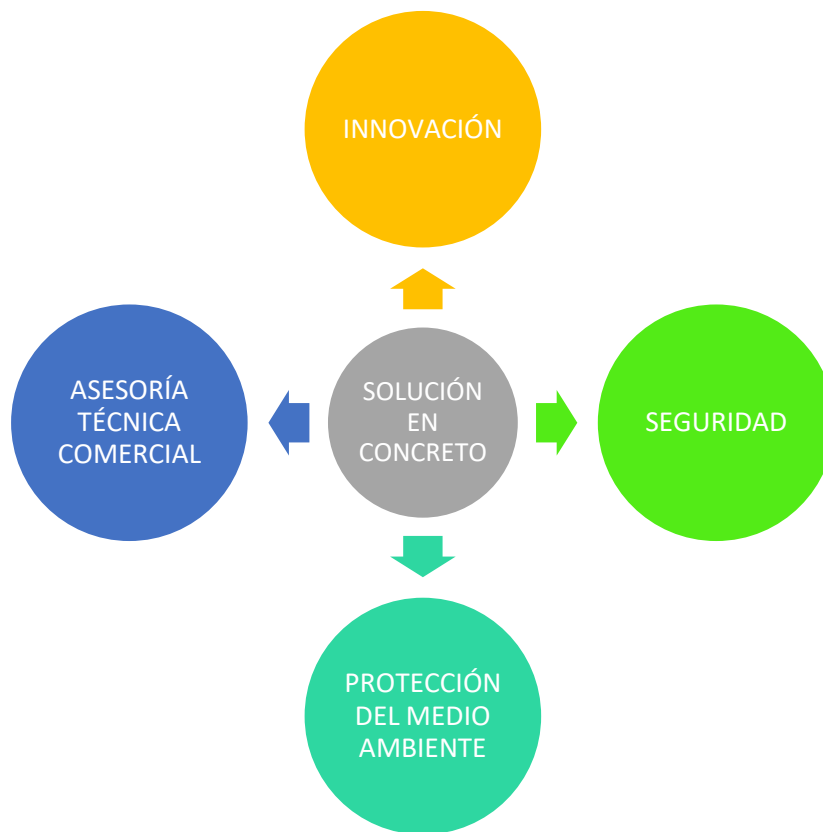 INNOVACIÓN
ASESORÍA
TÉCNICA
COMERCIAL
SOLUCIÓN
EN
CONCRETO
SEGURIDAD
PROTECCIÓN
DEL MEDIO
AMBIENTE